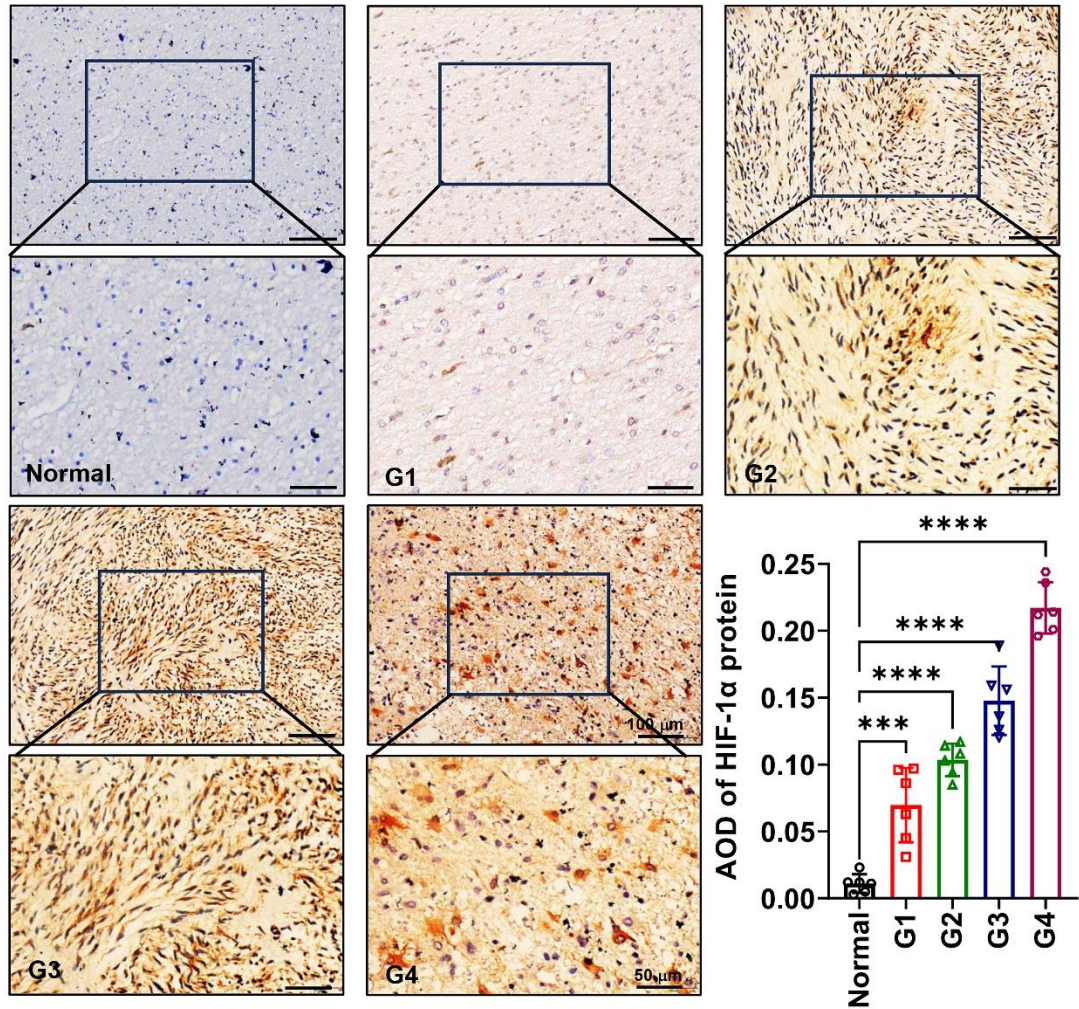 Normal
G1
G2
G3
100 μm
G4
50 μm
AOD of HIF-1α protein
0.25
0.20
0.15
0.10
0.05
0.00
****
****
****
***
Normal
G1
G2
G3
G4